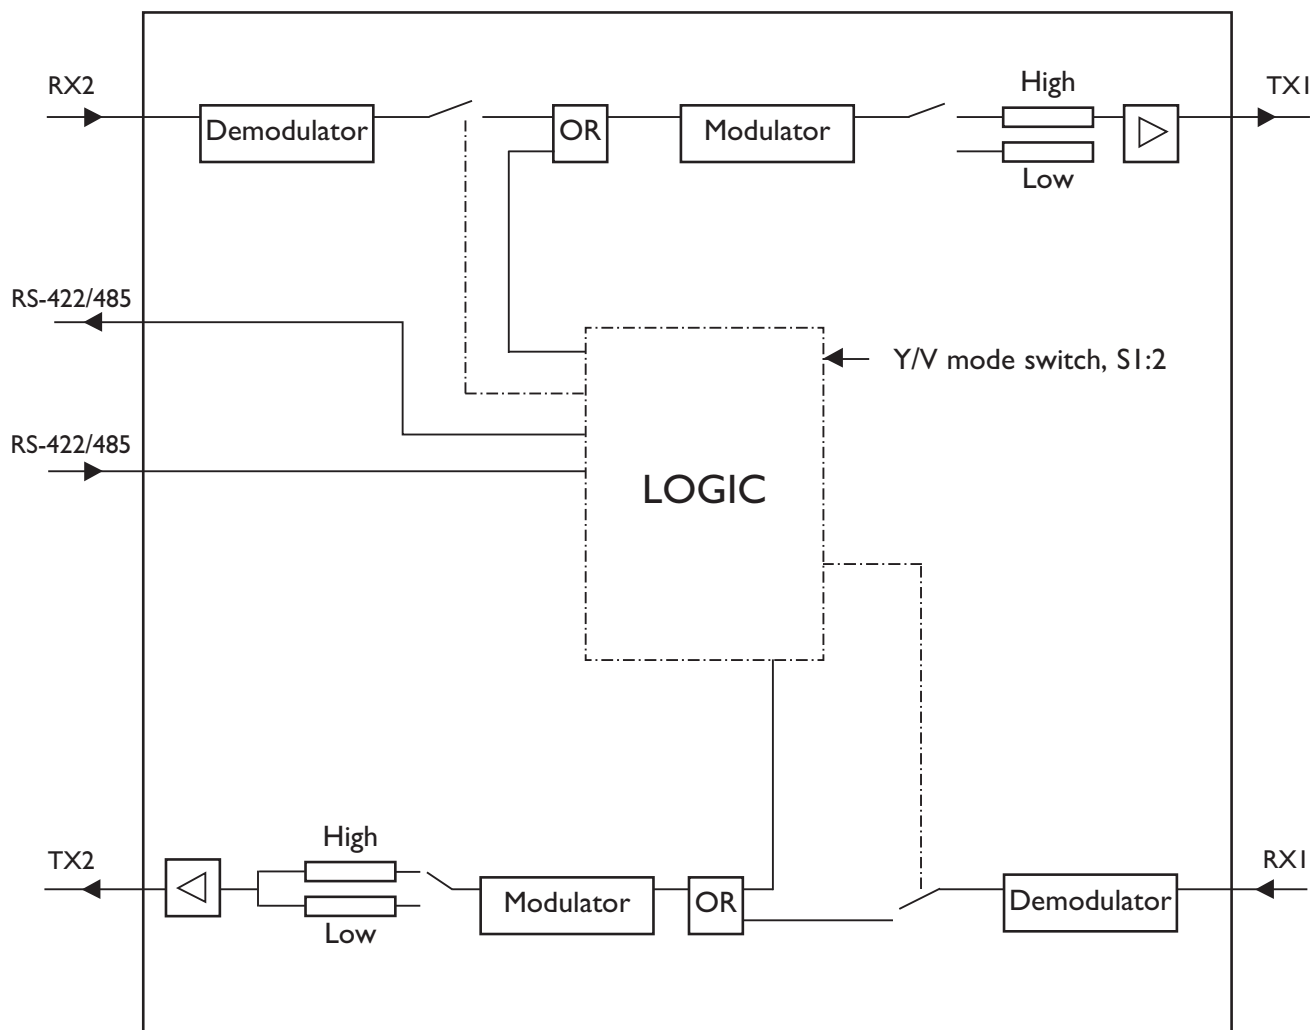 High
RX2
TX1
Demodulator
OR
Modulator
Low
RS-422/485
Y/V mode switch, S1:2
RS-422/485
LOGIC
High
TX2
RX1
Modulator
OR
Demodulator
Low